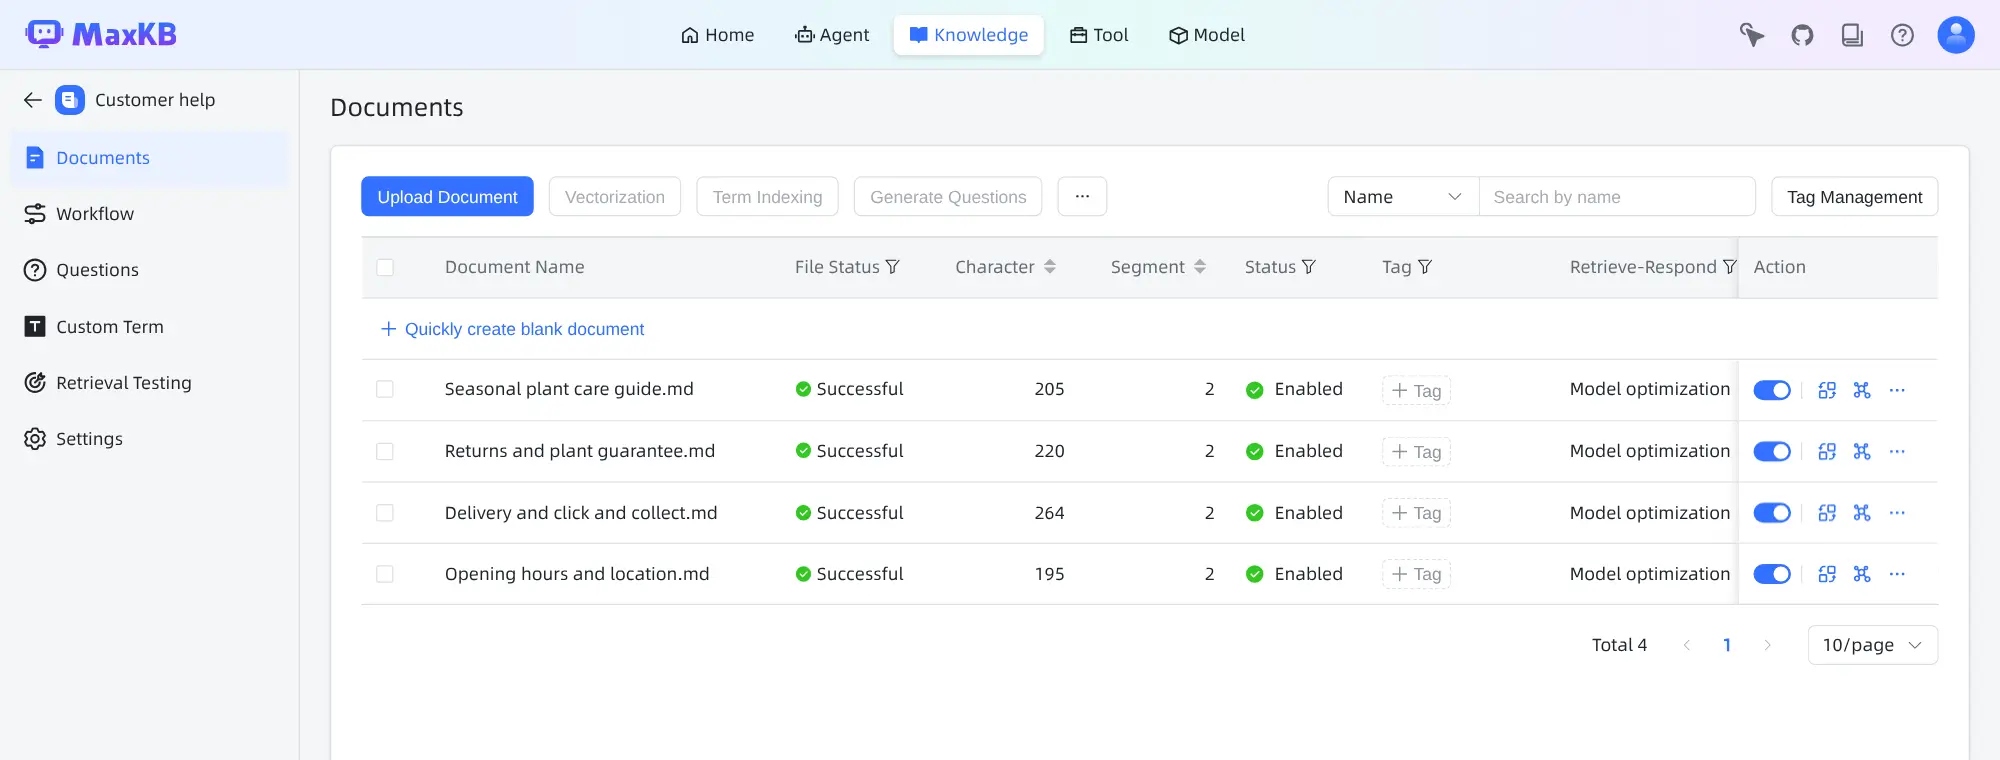 MaxKB
Home Agent Knowledge Tool Model
Customer help
Documents
Workflow
Questions
Custom Term
Retrieval Testing
Settings
Documents
Upload Document Vectorization Term Indexing Generate Questions ... Name Search by name Tag Management
Document Name File Status Character Segment Status Tag Retrieve-Respond Action
+ Quickly create blank document
Seasonal plant care guide.md Successful 205 2 Enabled + Tag Model optimization
Returns and plant guarantee.md Successful 220 2 Enabled + Tag Model optimization
Delivery and click and collect.md Successful 264 2 Enabled + Tag Model optimization
Opening hours and location.md Successful 195 2 Enabled + Tag Model optimization
Total 4 1 10/page